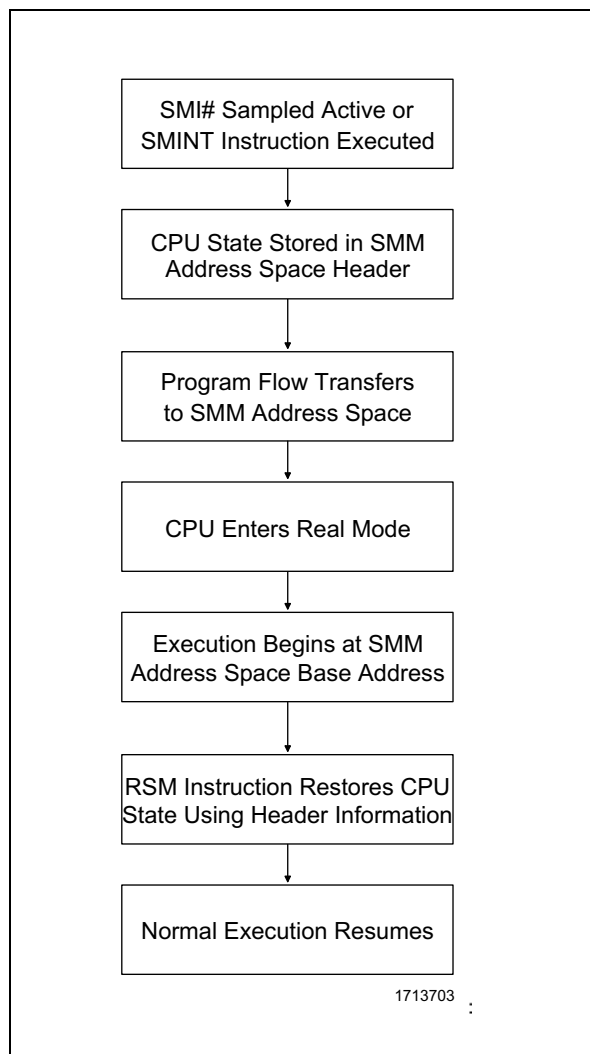 SMI# Sampled Active or
SMINT Instruction Executed
CPU State Stored in SMM
Address Space Header
Program Flow Transfers
to SMM Address Space
CPU Enters Real Mode
Execution Begins at SMM
Address Space Base Address
RSM Instruction Restores CPU
State Using Header Information
Normal Execution Resumes
1713703 :